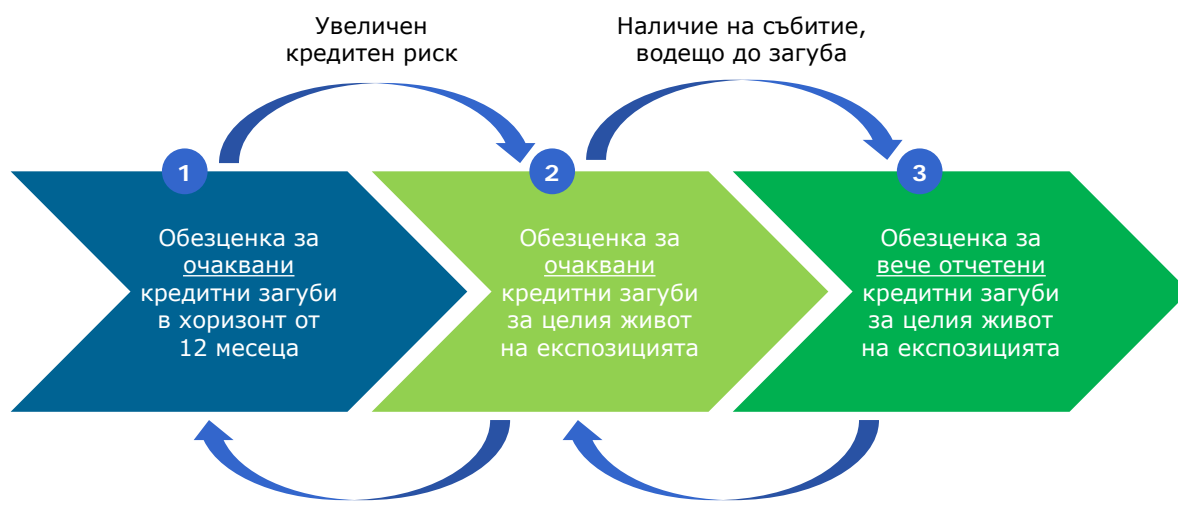 Увеличен
кредитен риск
Наличие на събитие,
водещо до загуба
1
2
3
Обезценка за
очаквани
кредитни загуби
в хоризонт от
12 месеца
Обезценка за
очаквани
кредитни загуби
за целия живот
на експозицията
Обезценка за
вече отчетени
кредитни загуби
за целия живот
на експозицията